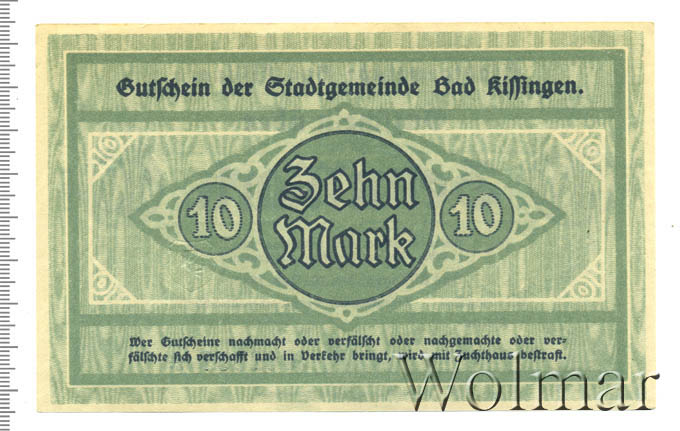 Gutschein der Stadtgemeinde Bad Kissingen.
Zehn
10 10
Mark
Wer Gutscheine nachmacht oder verfälscht oder nachgemachte oder ver-
fälschte sich verschafft und in Verkehr bringt, wird mit Zuchthaus bestraft.
Wolmar